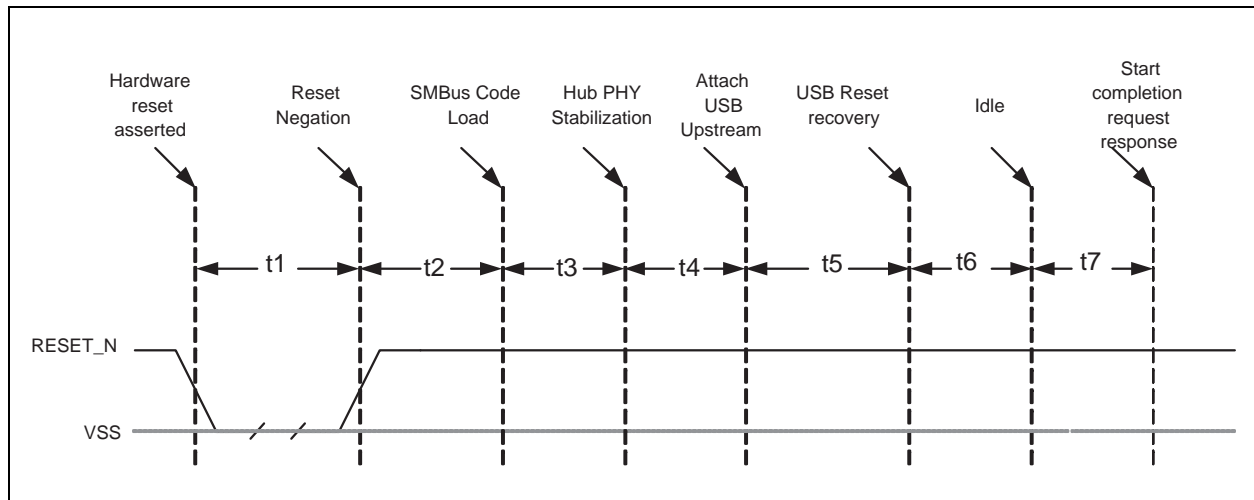 Hardware
reset
asserted
Reset
Negation
SMBus Code
Load
Hub PHY
Stabilization
Attach
USB
Upstream
USB Reset
recovery
Idle
Start
completion
request
response
t1
t2
t3
t4
t5
t6
t7
RESET_N
VSS